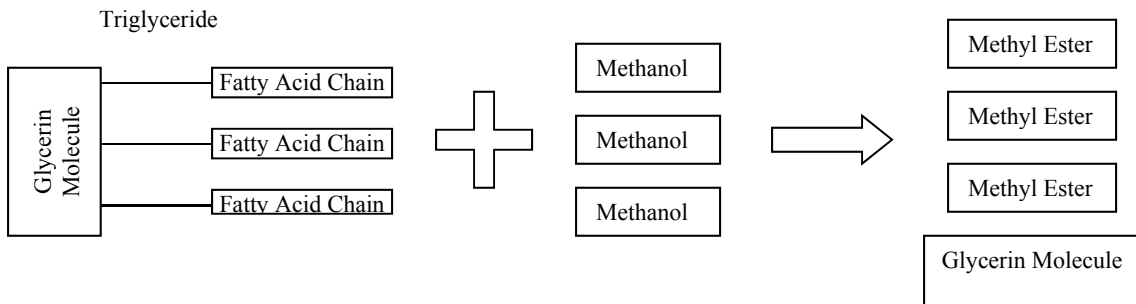 Triglyceride
Glycerin
Molecule
Fatty Acid Chain
Fatty Acid Chain
Fatty Acid Chain
Methanol
Methanol
Methanol
Methyl Ester
Methyl Ester
Methyl Ester
Glycerin Molecule